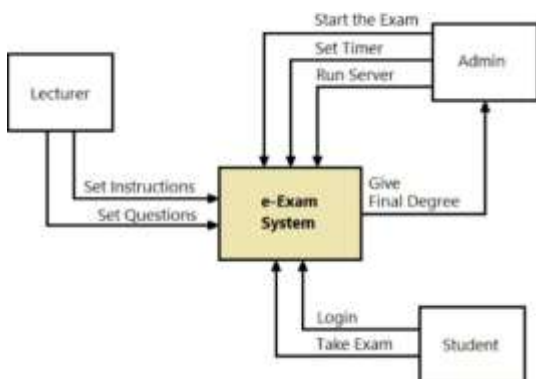 Start the Exam
Set Timer
Run Server
Admin
Lecturer
Set Instructions
Set Questions
e-Exam
System
Give
Final Degree
Login
Take Exam
Student